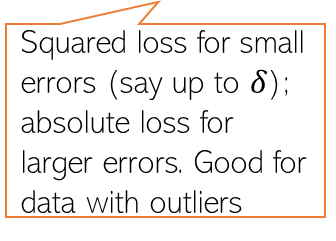 Squared loss for small
errors (say up to 𝜹);
absolute loss for
larger errors. Good for
data with outliers